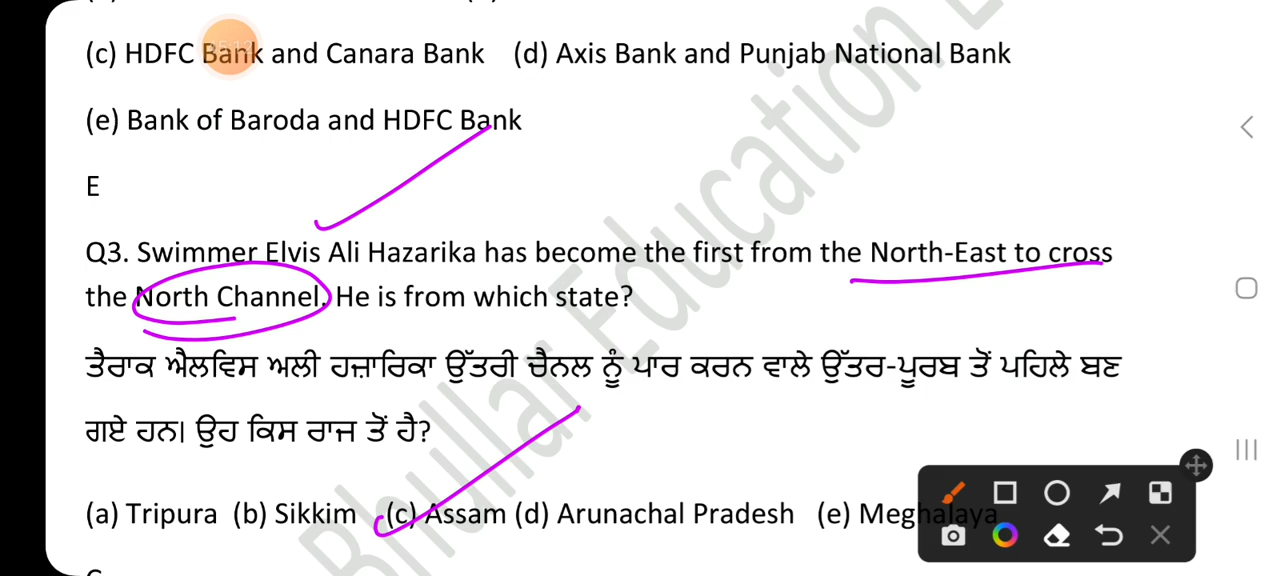 (c) HDFC Bank and Canara Bank (d) Axis Bank and Punjab National Bank
(e) Bank of Baroda and HDFC Bank
E
Q3. Swimmer Elvis Ali Hazarika has become the first from the North-East to cross
the North Channel. He is from which state?
ਤੈਰਾਕ ਐਲਵਿਸ ਅਲੀ ਹਜ਼ਾਰਿਕਾ ਉੱਤਰੀ ਚੈਨਲ ਨੂੰ ਪਾਰ ਕਰਨ ਵਾਲੇ ਉੱਤਰ-ਪੂਰਬ ਤੋਂ ਪਹਿਲੇ ਬਣ
ਗਏ ਹਨ। ਉਹ ਕਿਸ ਰਾਜ ਤੋਂ ਹੈ?
(a) Tripura (b) Sikkim (c) Assam (d) Arunachal Pradesh (e) Meghalaya
Bhullar Education